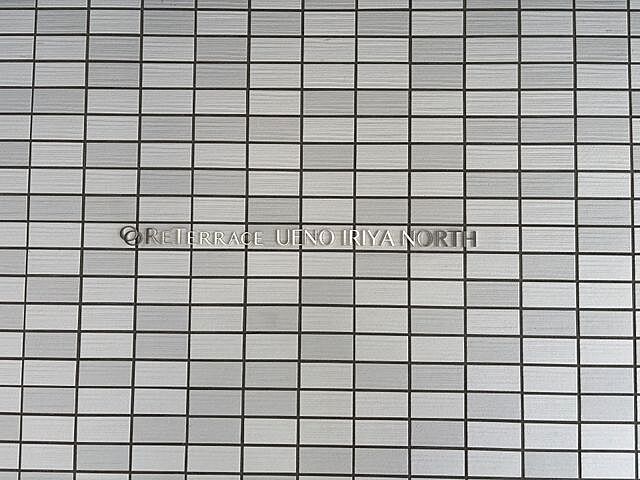 RETERRACE UENO IRIYA NORTH